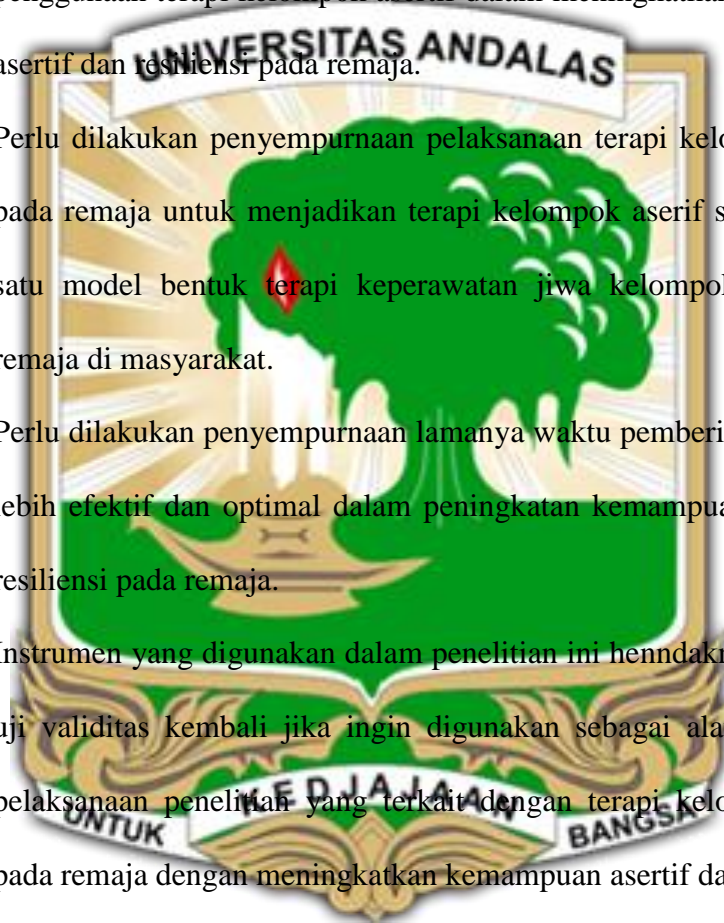 penggunaan terapi kelompok asertif dalam meningkatkan
UNIVERSITAS ANDALAS
asertif dan resiliensi pada remaja.
Perlu dilakukan penyempurnaan pelaksanaan terapi kelo
pada remaja untuk menjadikan terapi kelompok aserif s
satu model bentuk terapi keperawatan jiwa kelompok
remaja di masyarakat.
Perlu dilakukan penyempurnaan lamanya waktu pemberi
lebih efektif dan optimal dalam peningkatan kemampua
resiliensi pada remaja.
Instrumen yang digunakan dalam penelitian ini henndakn
uji validitas kembali jika ingin digunakan sebagai ala
pelaksanaan penelitian yang terkait dengan terapi kelo
UNTUK KEDJAJAAN BANGSA
pada remaja dengan meningkatkan kemampuan asertif da